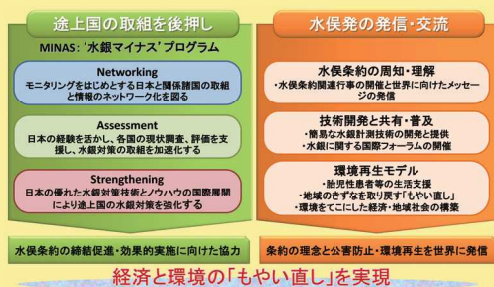 途上国の取組を後押し
MINAS: ‘水銀マイナス’ プログラム
Networking
モニタリングをはじめとする日本と関係諸国の取組
と情報のネットワーク化を図る
Assessment
日本の経験を活かし、各国の現状調査、評価を支
援し、水銀対策の取組を加速化する
Strengthening
日本の優れた水銀対策技術とノウハウの国際展開
により途上国の水銀対策を強化する
水俣条約の締結促進・効果的実施に向けた協力
水俣発の発信・交流
水俣条約の周知・理解
・水俣条約関連行事の開催と世界に向けたメッセー
ジの発信
技術開発と共有・普及
・簡易な水銀計測技術の開発と提供
・水銀に関する国際フォーラムの開催
環境再生モデル
・胎児性患者等の生活支援
・地域のきずなを取り戻す「もやい直し」
・環境をてこにした経済・地域社会の構築
条約の理念と公害防止・環境再生を世界に発信
経済と環境の「もやい直し」を実現